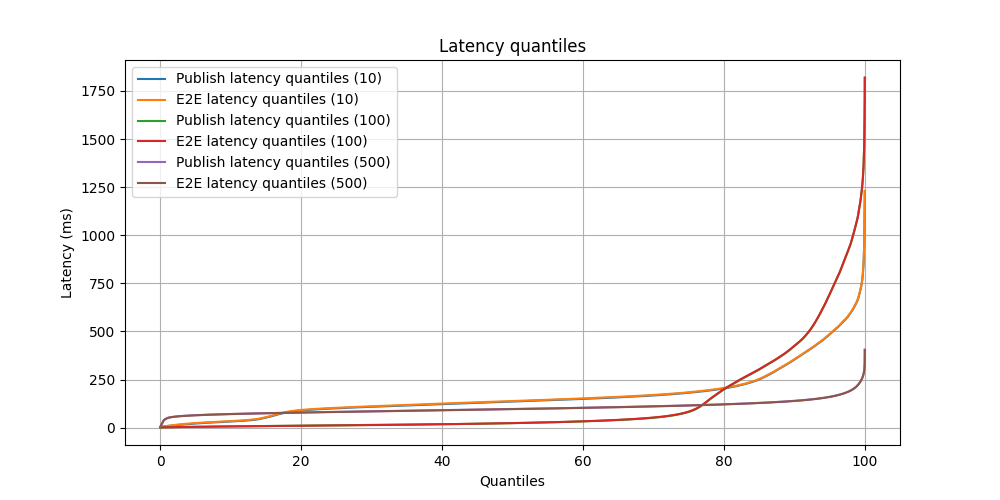 Latency quantiles
Publish latency quantiles (10)
E2E latency quantiles (10)
Publish latency quantiles (100)
E2E latency quantiles (100)
Publish latency quantiles (500)
E2E latency quantiles (500)
Latency (ms)
1750
1500
1250
1000
750
500
250
0
0 20 40 60 80 100
Quantiles